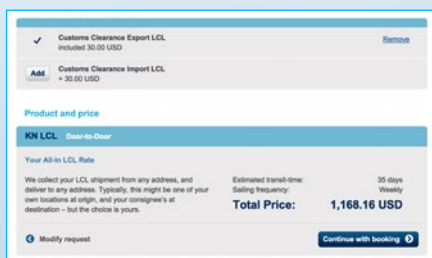 Customs Clearance Export LCL
Remove
included 30.00 USD
Add
Customs Clearance Import LCL
+ 30.00 USD
Product and price
KN LCL Door-to-Door
Your All-in LCL Rate
We collect your LCL shipment from any address, and
deliver to any address. Typically, this might be one of your
own locations at origin, and your consignee's at
destination – but the choice is yours.
Estimated transit-time: 35 days
Sailing frequency: Weekly
Total Price: 1,168.16 USD
Modify request
Continue with booking